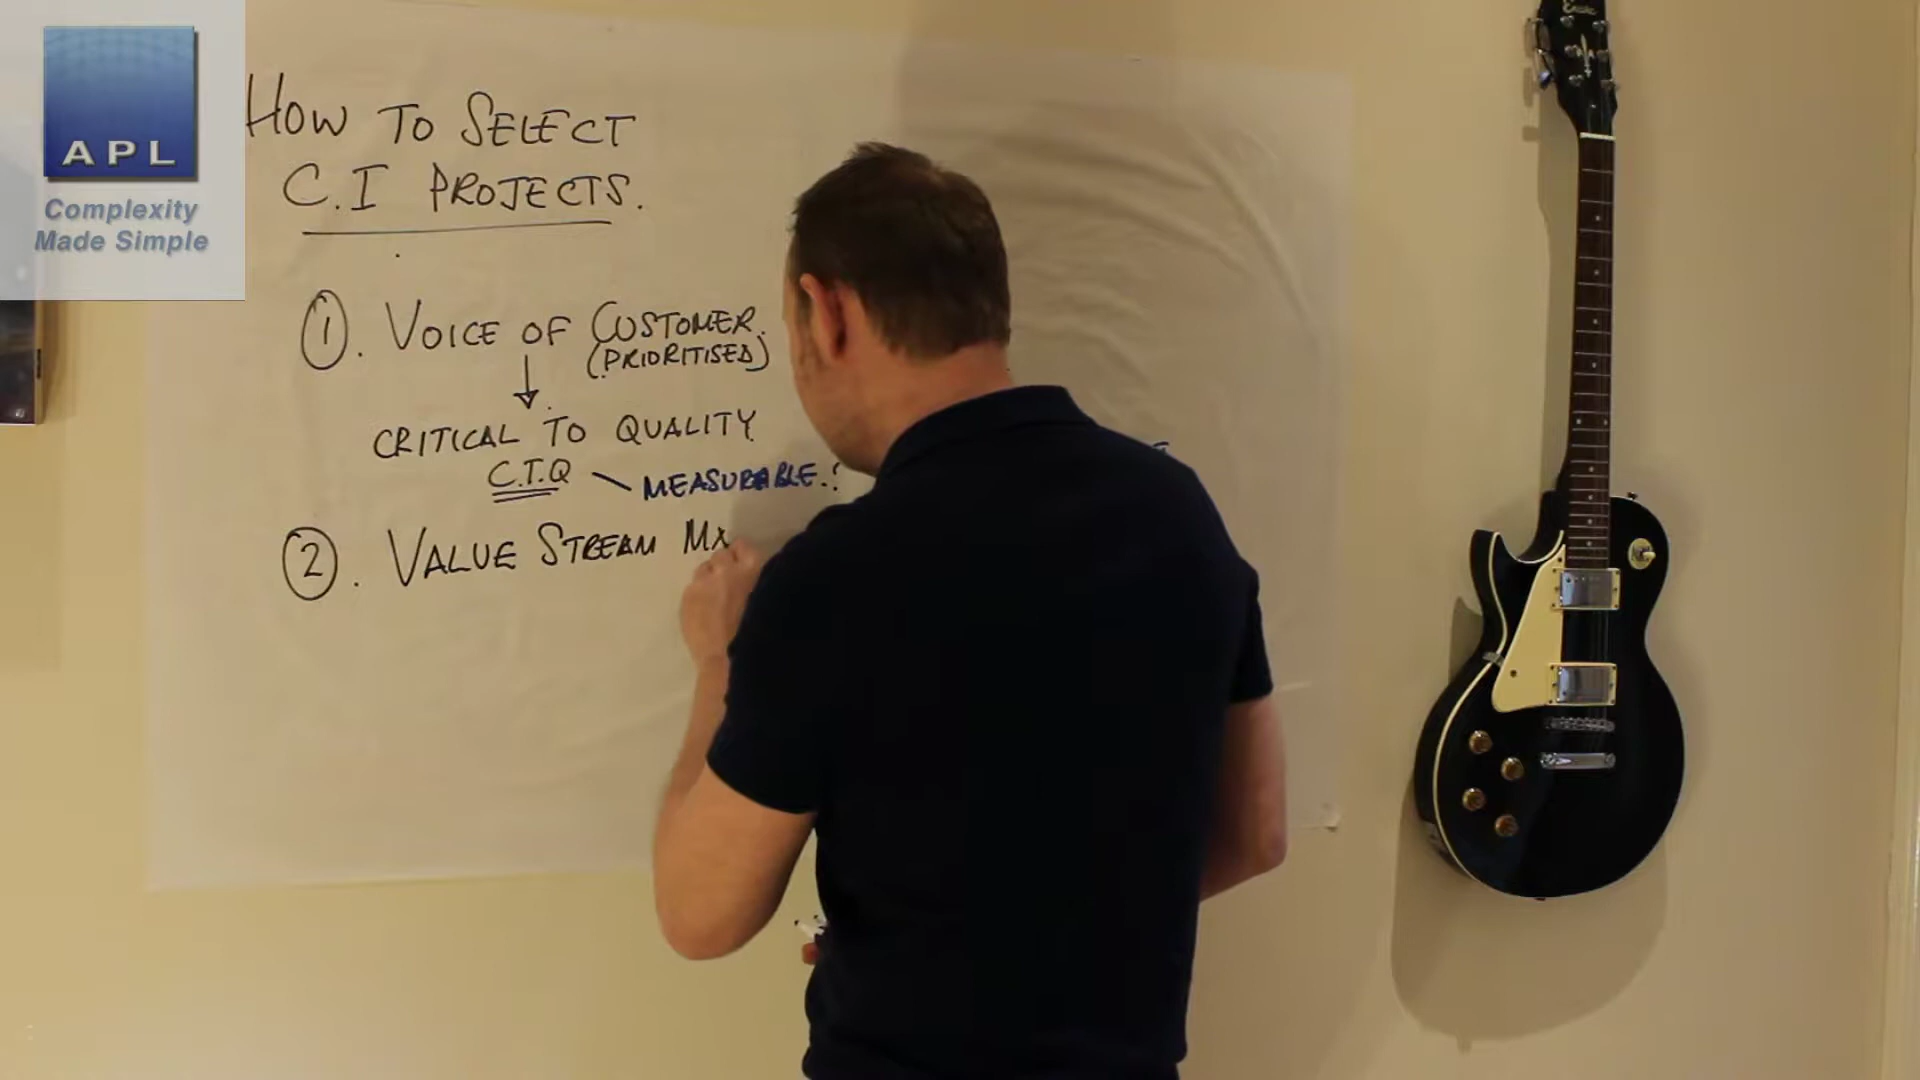 APL
Complexity
Made Simple
HOW TO SELECT
C.I PROJECTS.
1. VOICE OF CUSTOMER.
(PRIORITISED)
CRITICAL TO QUALITY
C.T.Q MEASURABLE.
2. VALUE STREAM MA